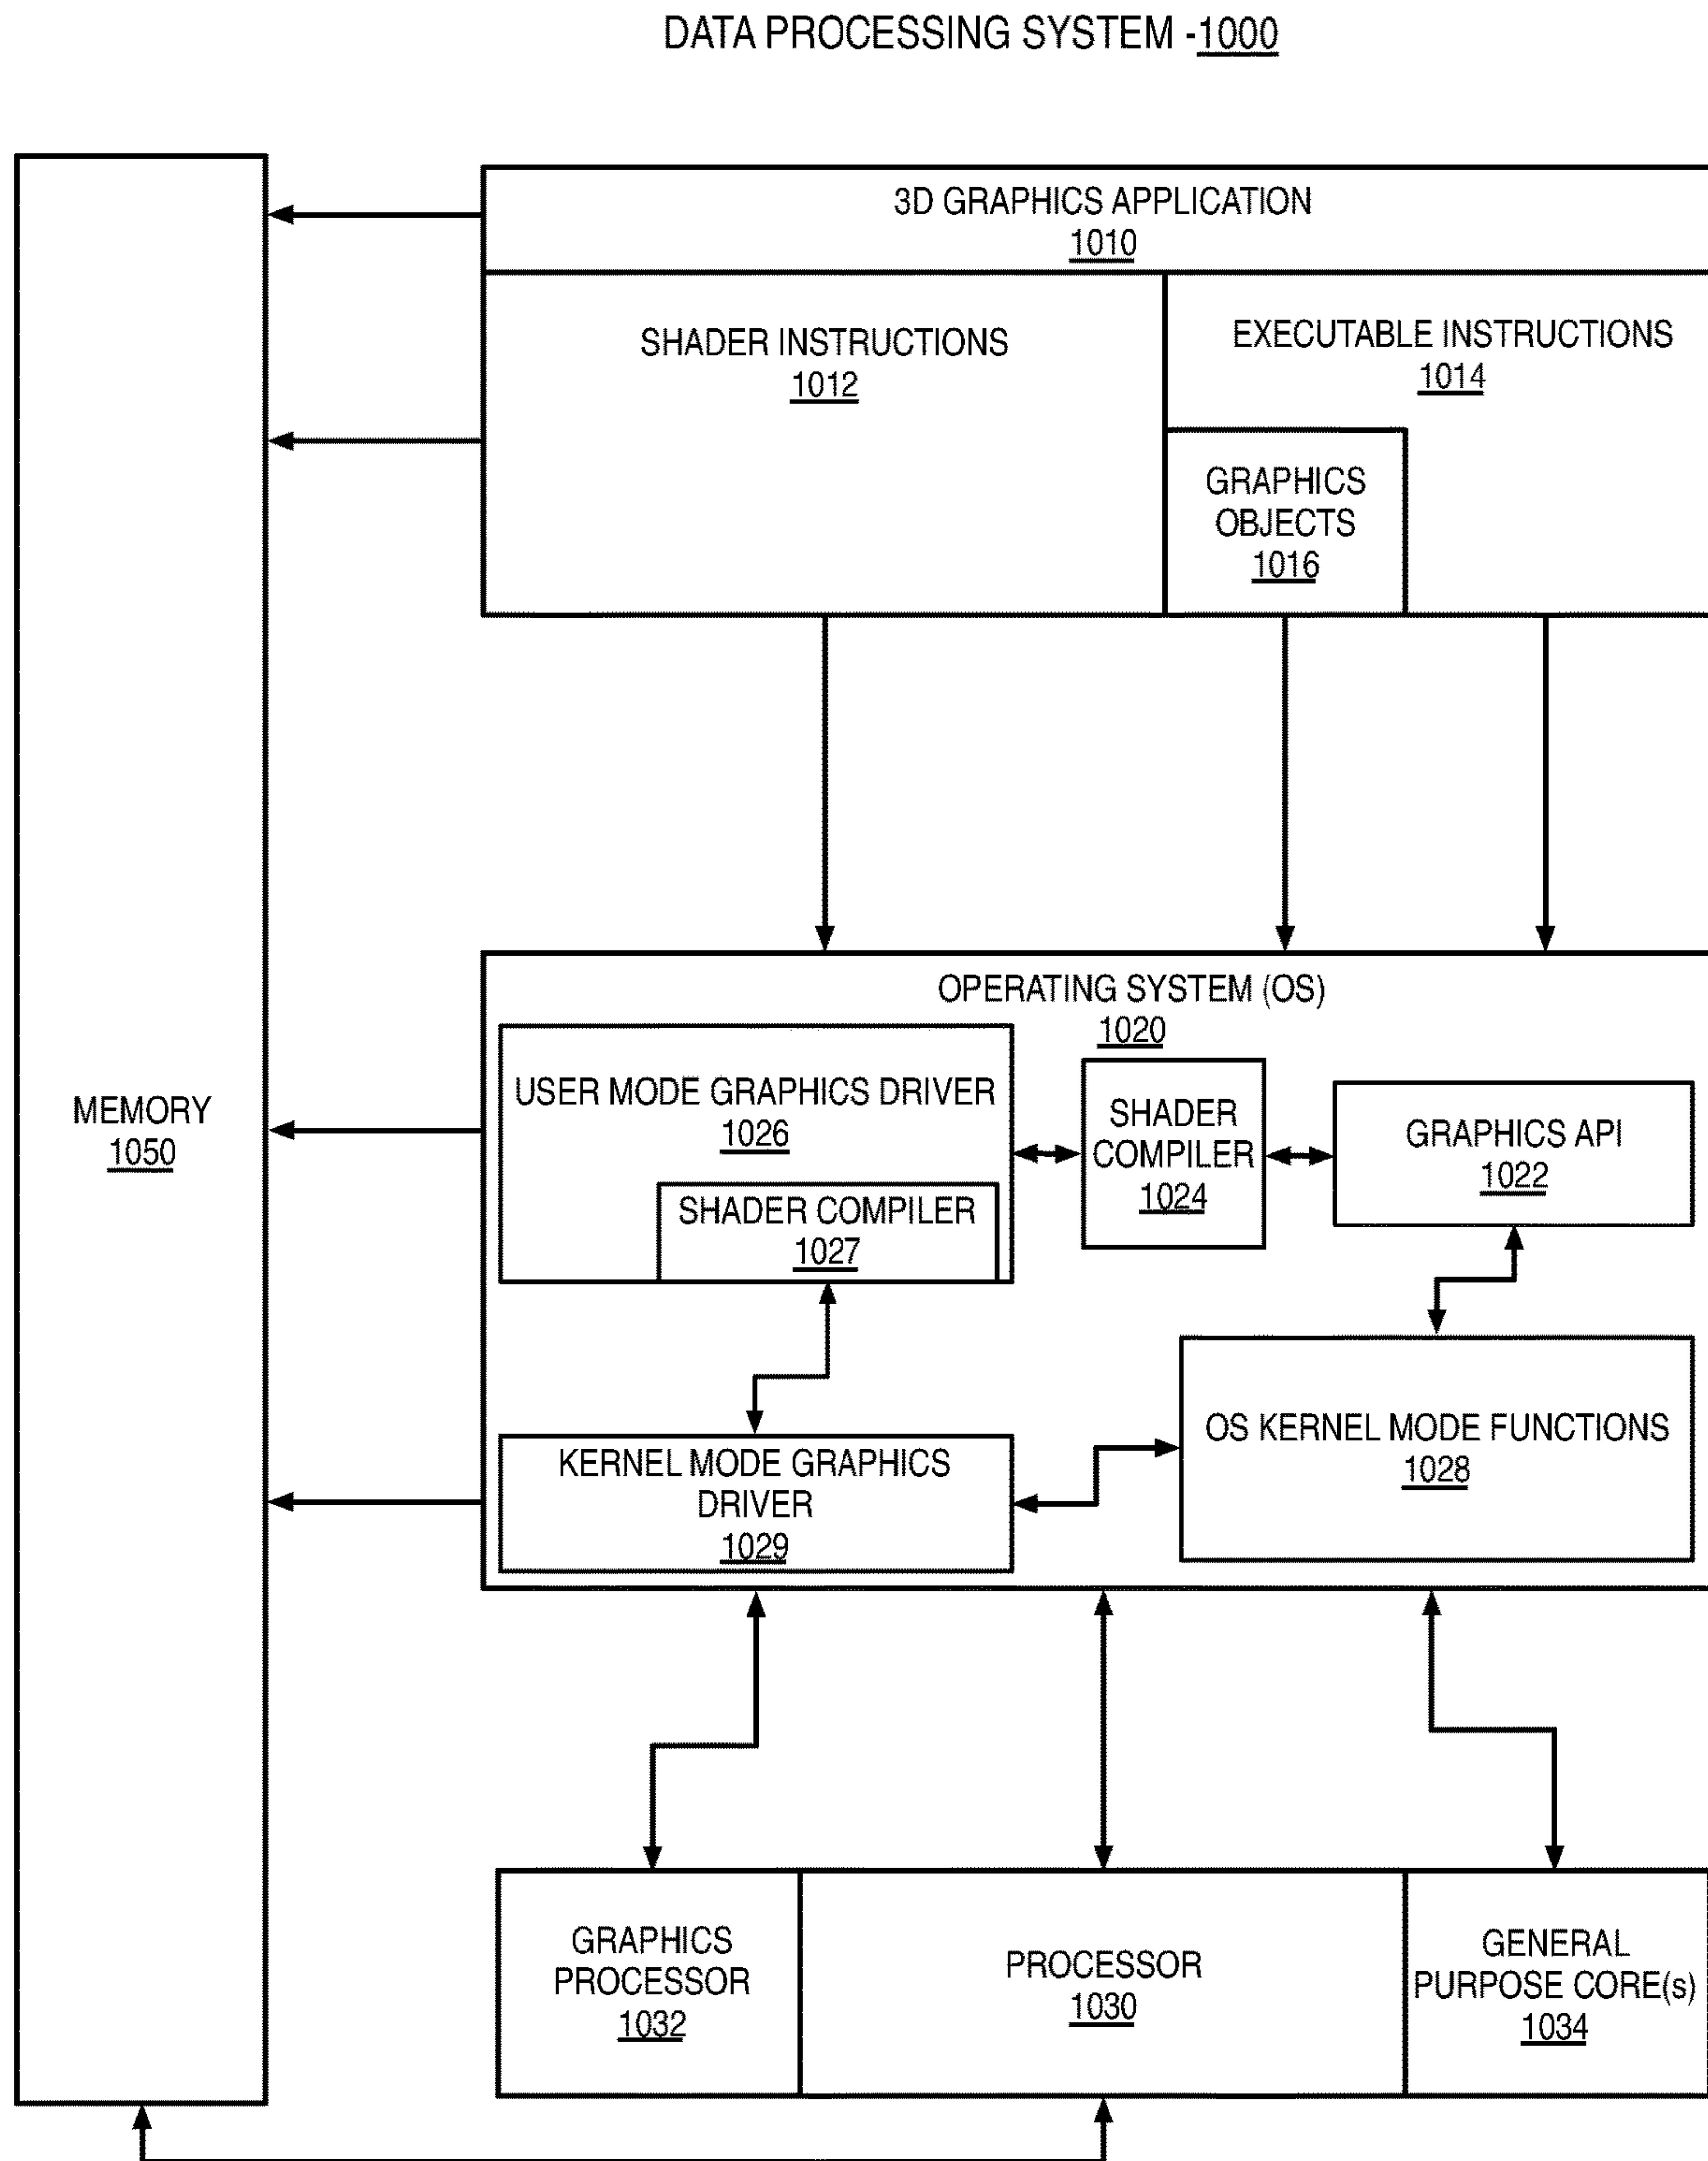 DATA PROCESSING SYSTEM -1000
3D GRAPHICS APPLICATION
1010
SHADER INSTRUCTIONS
1012
EXECUTABLE INSTRUCTIONS
1014
GRAPHICS
OBJECTS
1016
MEMORY
1050
OPERATING SYSTEM (OS)
1020
USER MODE GRAPHICS DRIVER
1026
SHADER COMPILER
1027
SHADER
COMPILER
1024
GRAPHICS API
1022
KERNEL MODE GRAPHICS
DRIVER
1029
OS KERNEL MODE FUNCTIONS
1028
GRAPHICS
PROCESSOR
1032
PROCESSOR
1030
GENERAL
PURPOSE CORE(s)
1034